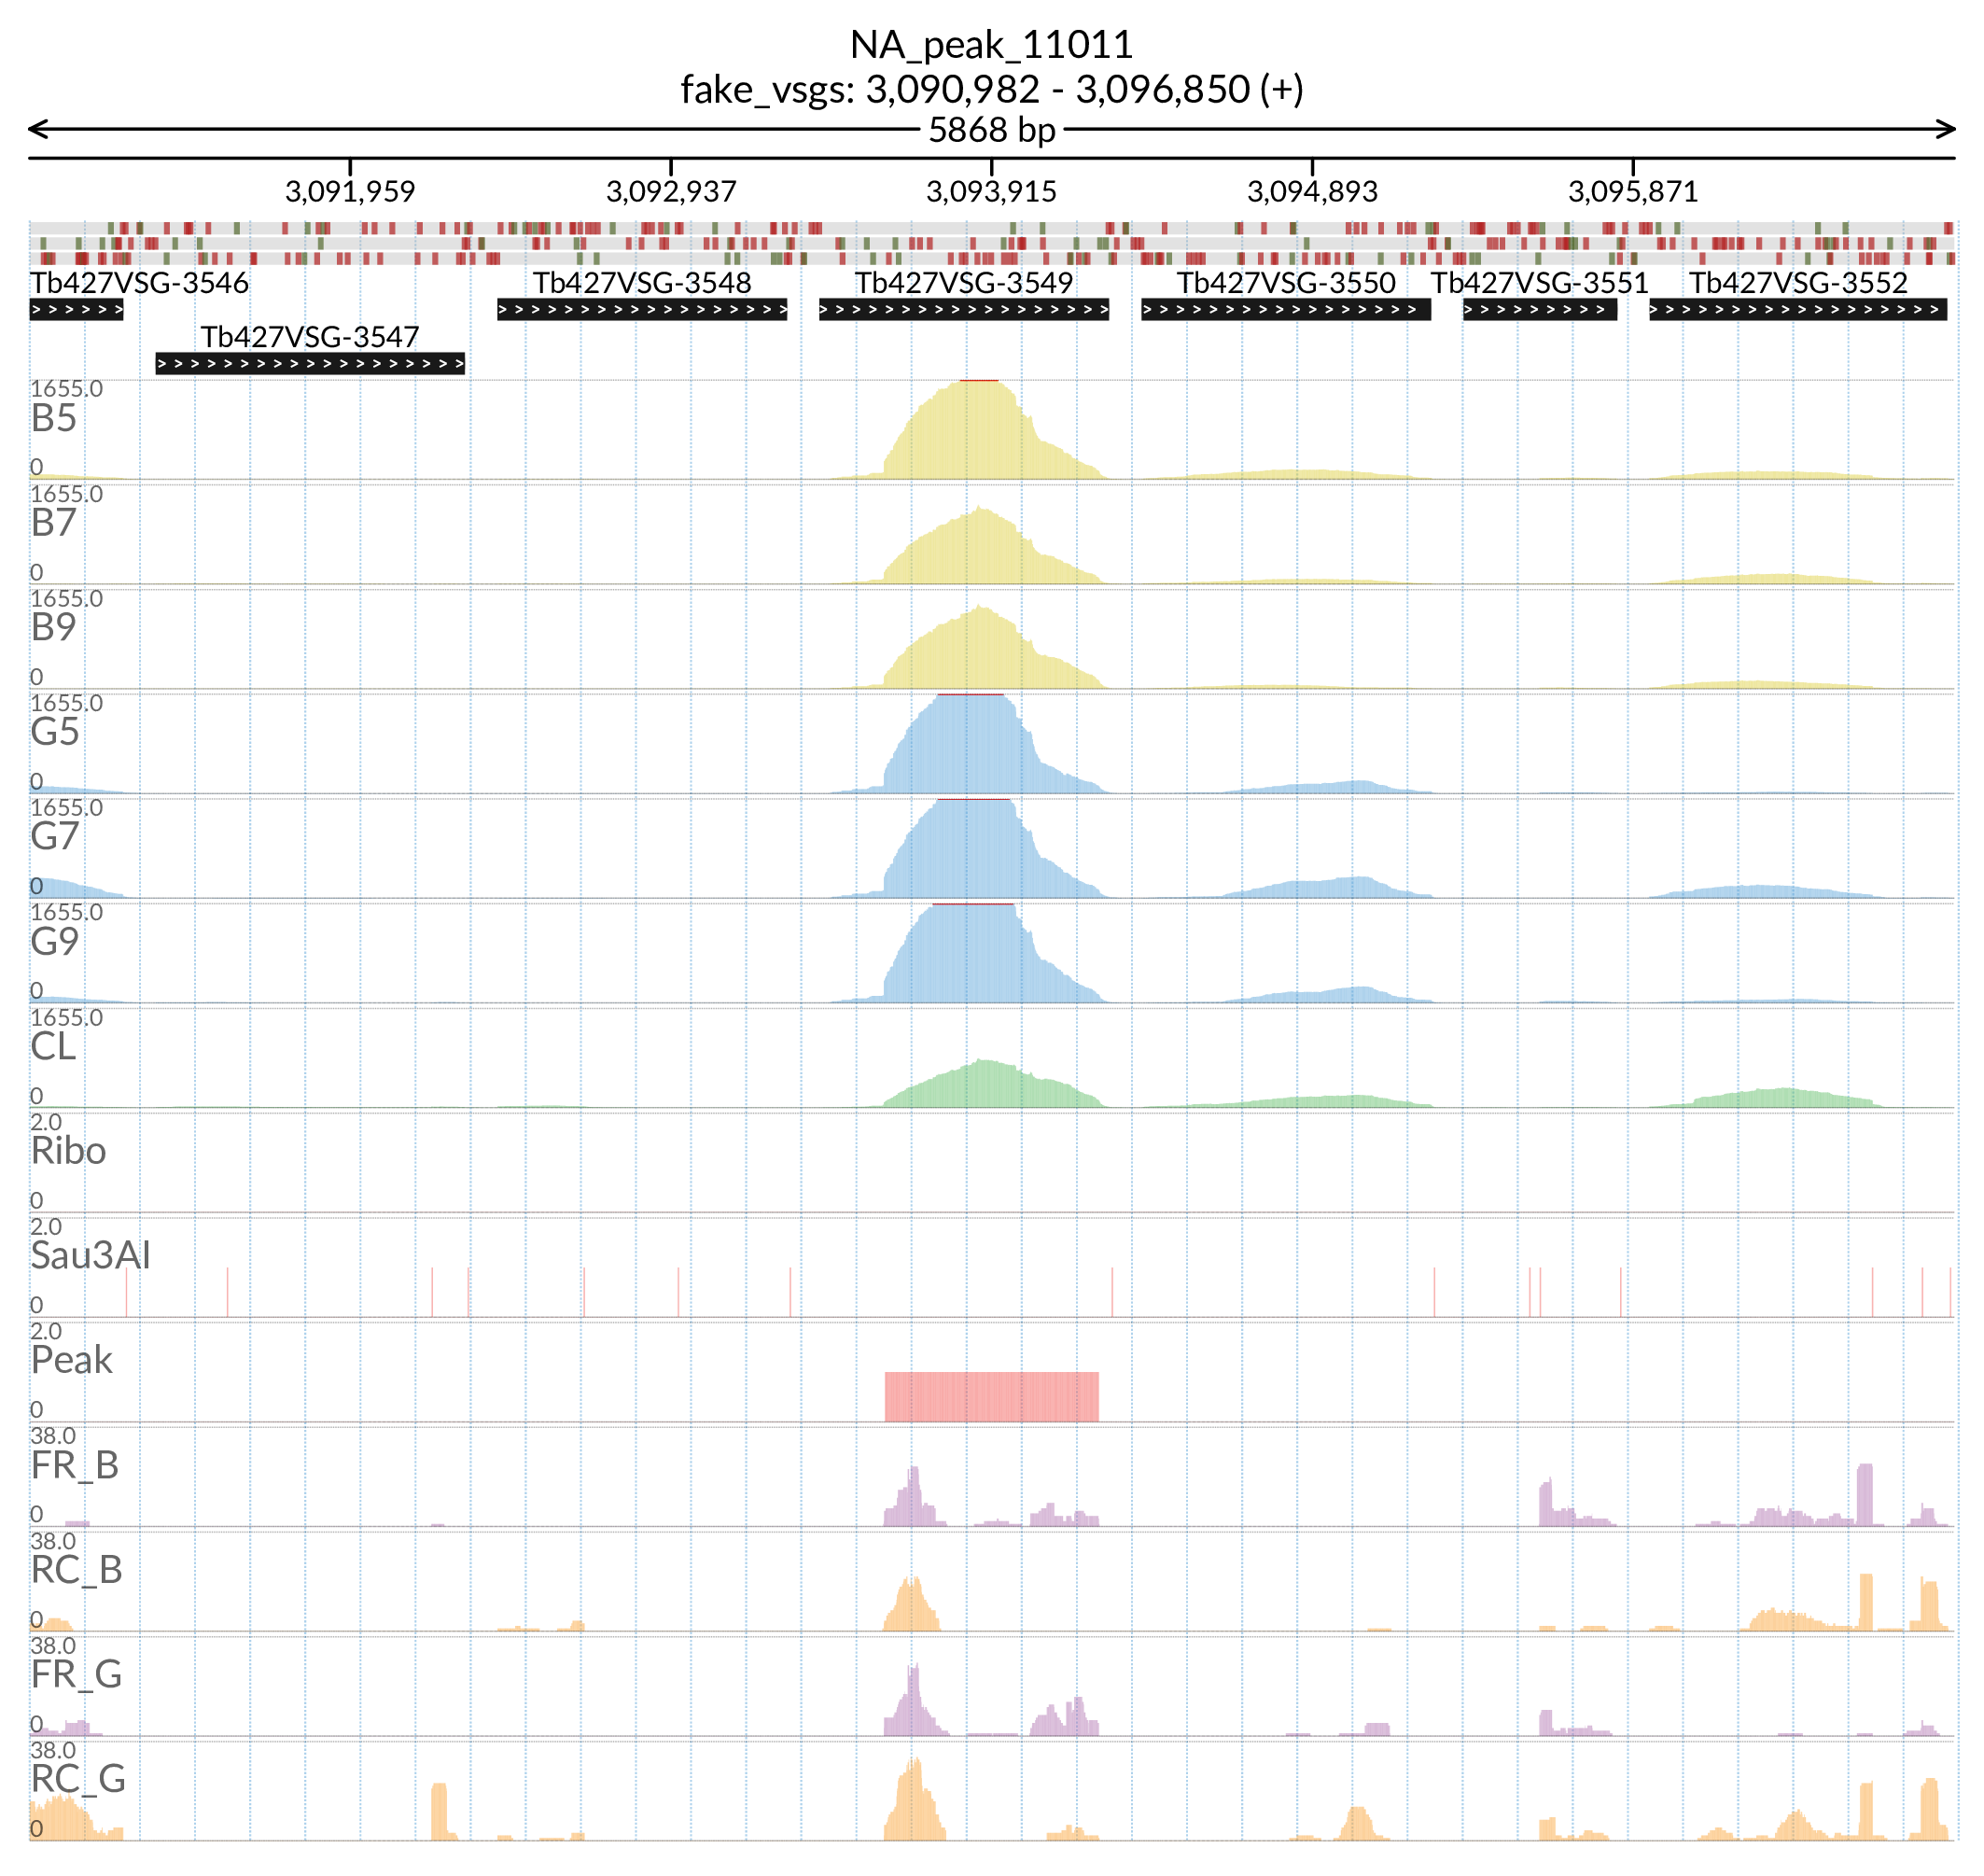 NA_peak_11011
fake_vsgs: 3,090,982 - 3,096,850 (+)
5868 bp
3,091,959 3,092,937 3,093,915 3,094,893 3,095,871
Tb427VSG-3546 Tb427VSG-3548 Tb427VSG-3549 Tb427VSG-3550 Tb427VSG-3551 Tb427VSG-3552
Tb427VSG-3547
1655.0
B5
0
1655.0
B7
0
1655.0
B9
0
1655.0
G5
0
1655.0
G7
0
1655.0
G9
0
1655.0
CL
0
2.0
Ribo
0
2.0
Sau3AI
0
2.0
Peak
0
38.0
FR_B
0
38.0
RC_B
0
38.0
FR_G
0
38.0
RC_G
0